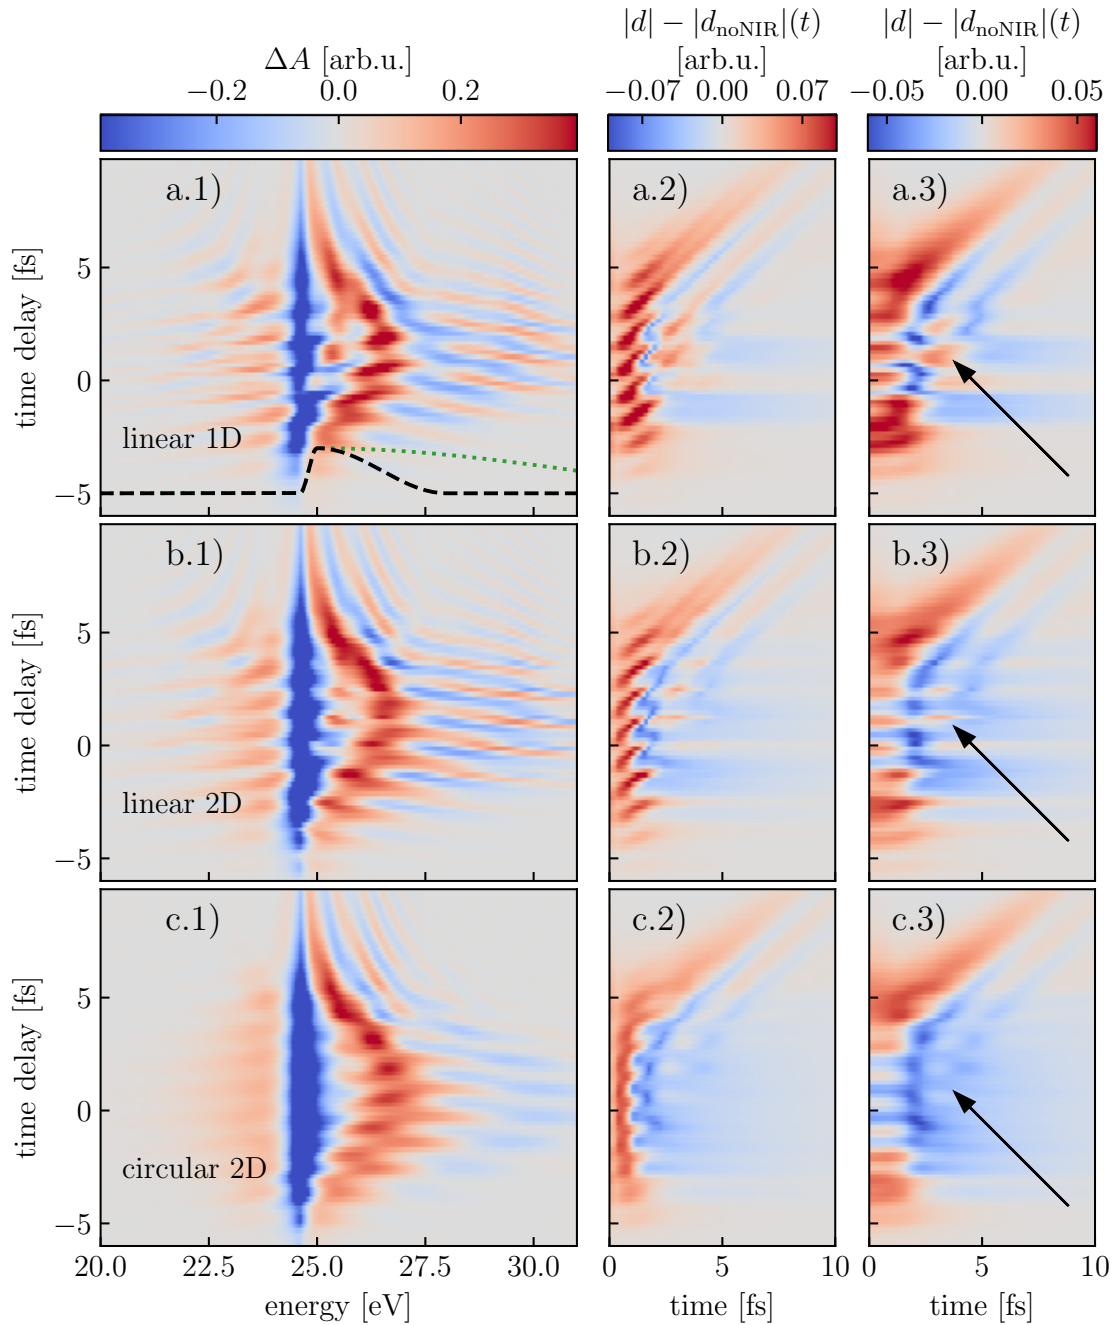 ΔA [arb.u.]
|d| − |d_noNIR|(t)
[arb.u.]
|d| − |d_noNIR|(t)
[arb.u.]
−0.2 0.0 0.2
−0.07 0.00 0.07
−0.05 0.00 0.05
a.1) a.2) a.3)
time delay [fs]
5
0
−5
linear 1D
b.1) b.2) b.3)
time delay [fs]
5
0
−5
linear 2D
c.1) c.2) c.3)
time delay [fs]
5
0
−5
circular 2D
20.0 22.5 25.0 27.5 30.0
0 5 10
0 5 10
energy [eV]
time [fs]
time [fs]